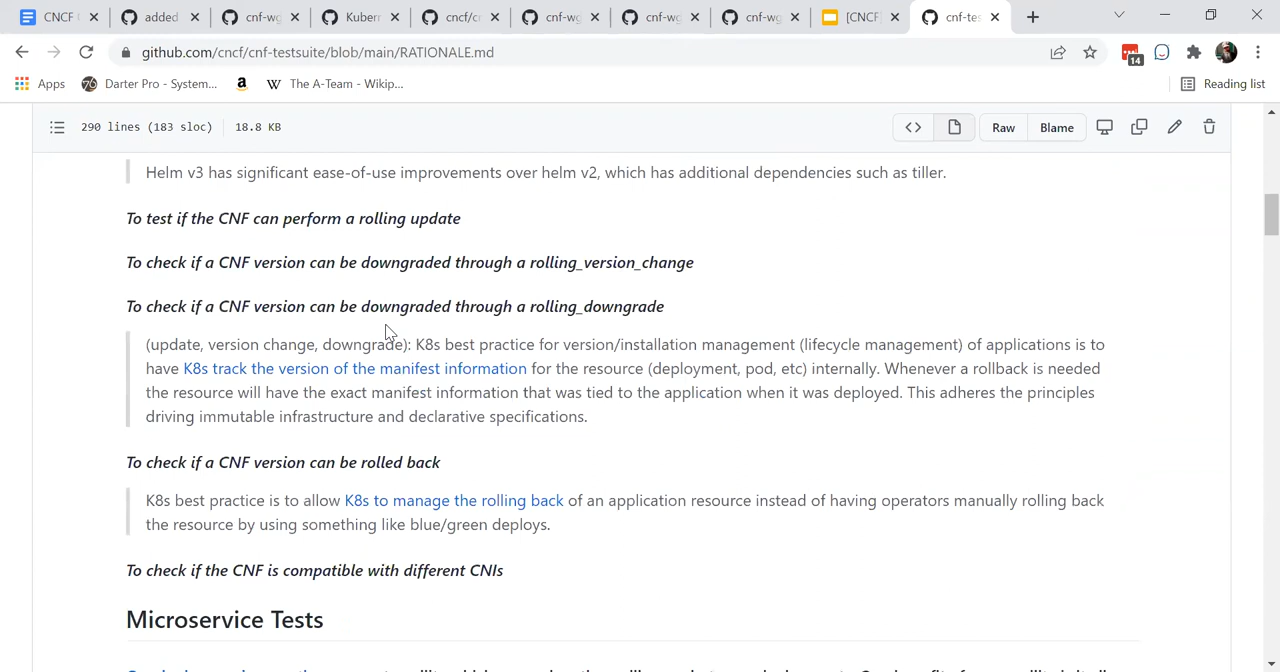 CNCF
added
cnf-wg
Kubern
cncf/cn
cnf-wg
cnf-wg
cnf-wg
[CNCF]
cnf-tes
github.com/cncf/cnf-testsuite/blob/main/RATIONALE.md
14
Apps
76 Darter Pro - System...
a
W The A-Team - Wikip...
Reading list
290 lines (183 sloc) 18.8 KB
Raw
Blame
Helm v3 has significant ease-of-use improvements over helm v2, which has additional dependencies such as tiller.
To test if the CNF can perform a rolling update
To check if a CNF version can be downgraded through a rolling_version_change
To check if a CNF version can be downgraded through a rolling_downgrade
(update, version change, downgrade): K8s best practice for version/installation management (lifecycle management) of applications is to
have K8s track the version of the manifest information for the resource (deployment, pod, etc) internally. Whenever a rollback is needed
the resource will have the exact manifest information that was tied to the application when it was deployed. This adheres the principles
driving immutable infrastructure and declarative specifications.
To check if a CNF version can be rolled back
K8s best practice is to allow K8s to manage the rolling back of an application resource instead of having operators manually rolling back
the resource by using something like blue/green deploys.
To check if the CNF is compatible with different CNIs
Microservice Tests